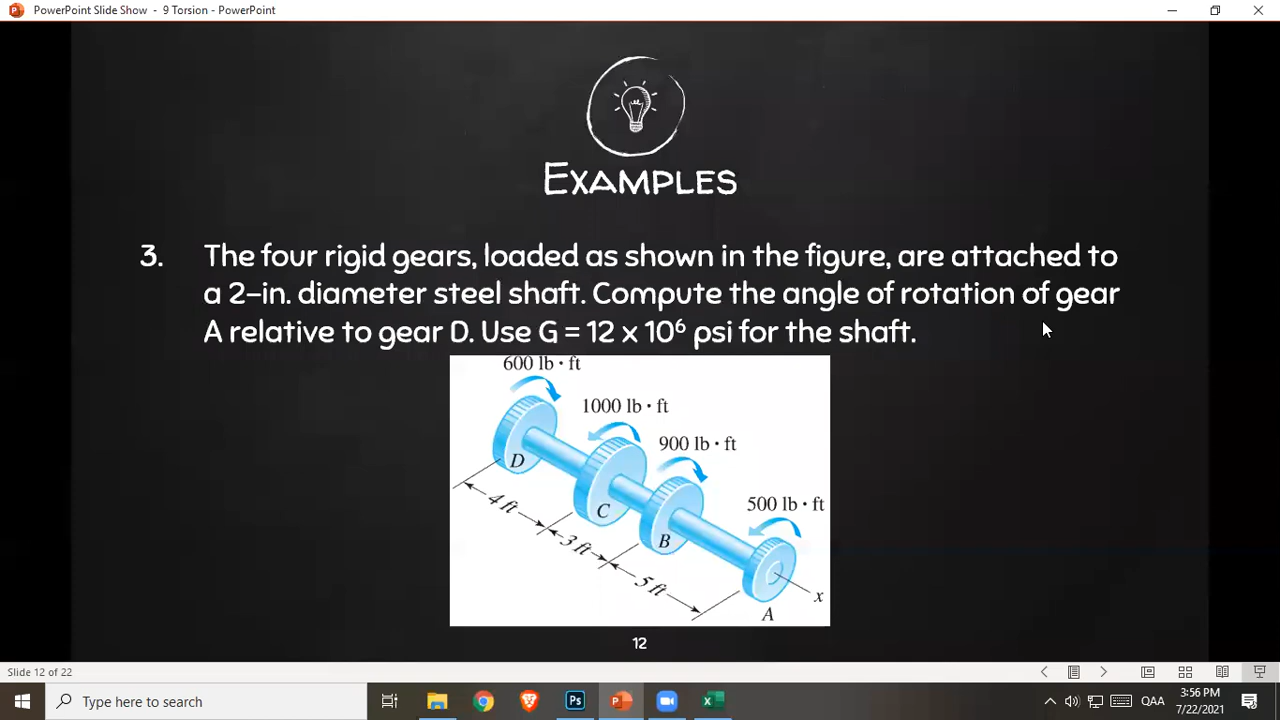 PowerPoint Slide Show - 9 Torsion - PowerPoint
EXAMPLES
3. The four rigid gears, loaded as shown in the figure, are attached to
a 2-in. diameter steel shaft. Compute the angle of rotation of gear
A relative to gear D. Use G = 12 x 10⁶ psi for the shaft.
600 lb · ft
1000 lb · ft
900 lb · ft
500 lb · ft
D
C
B
A
x
4 ft
3 ft
5 ft
12
Slide 12 of 22
Type here to search
Ps
QAA
3:56 PM
7/22/2021